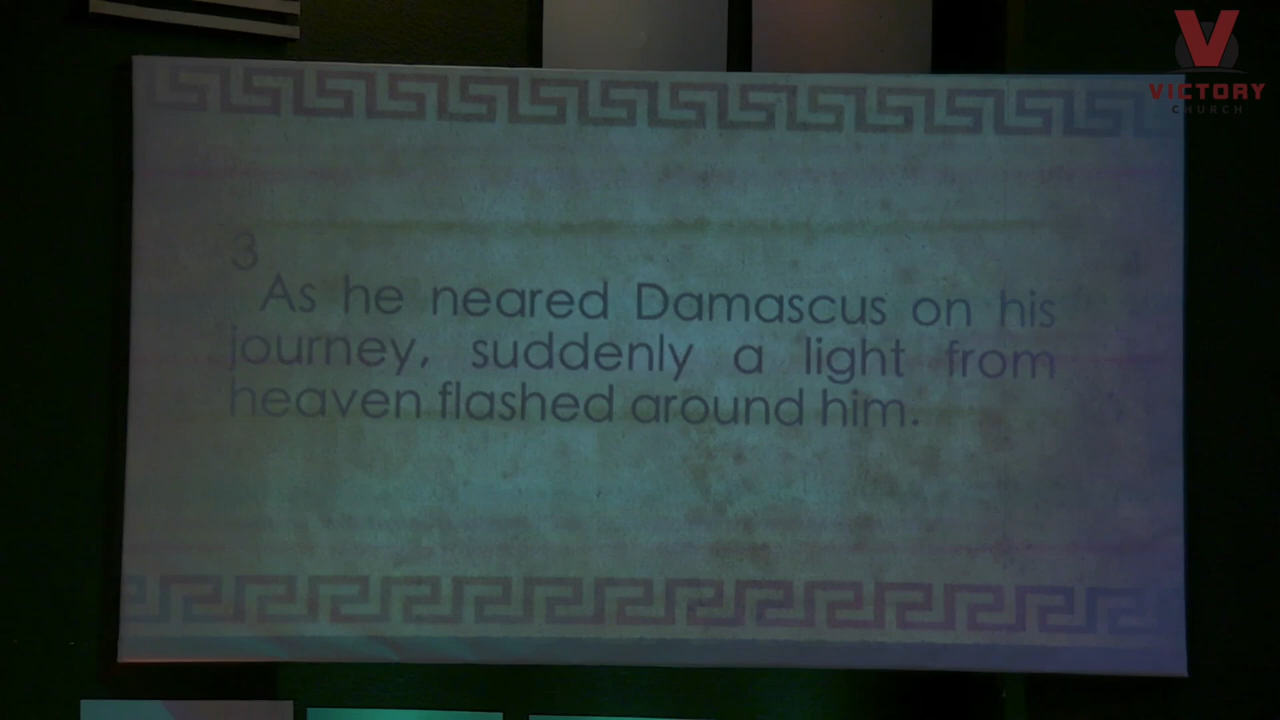 VICTORY
CHURCH
3
As he neared Damascus on his
journey, suddenly a light from
heaven flashed around him.